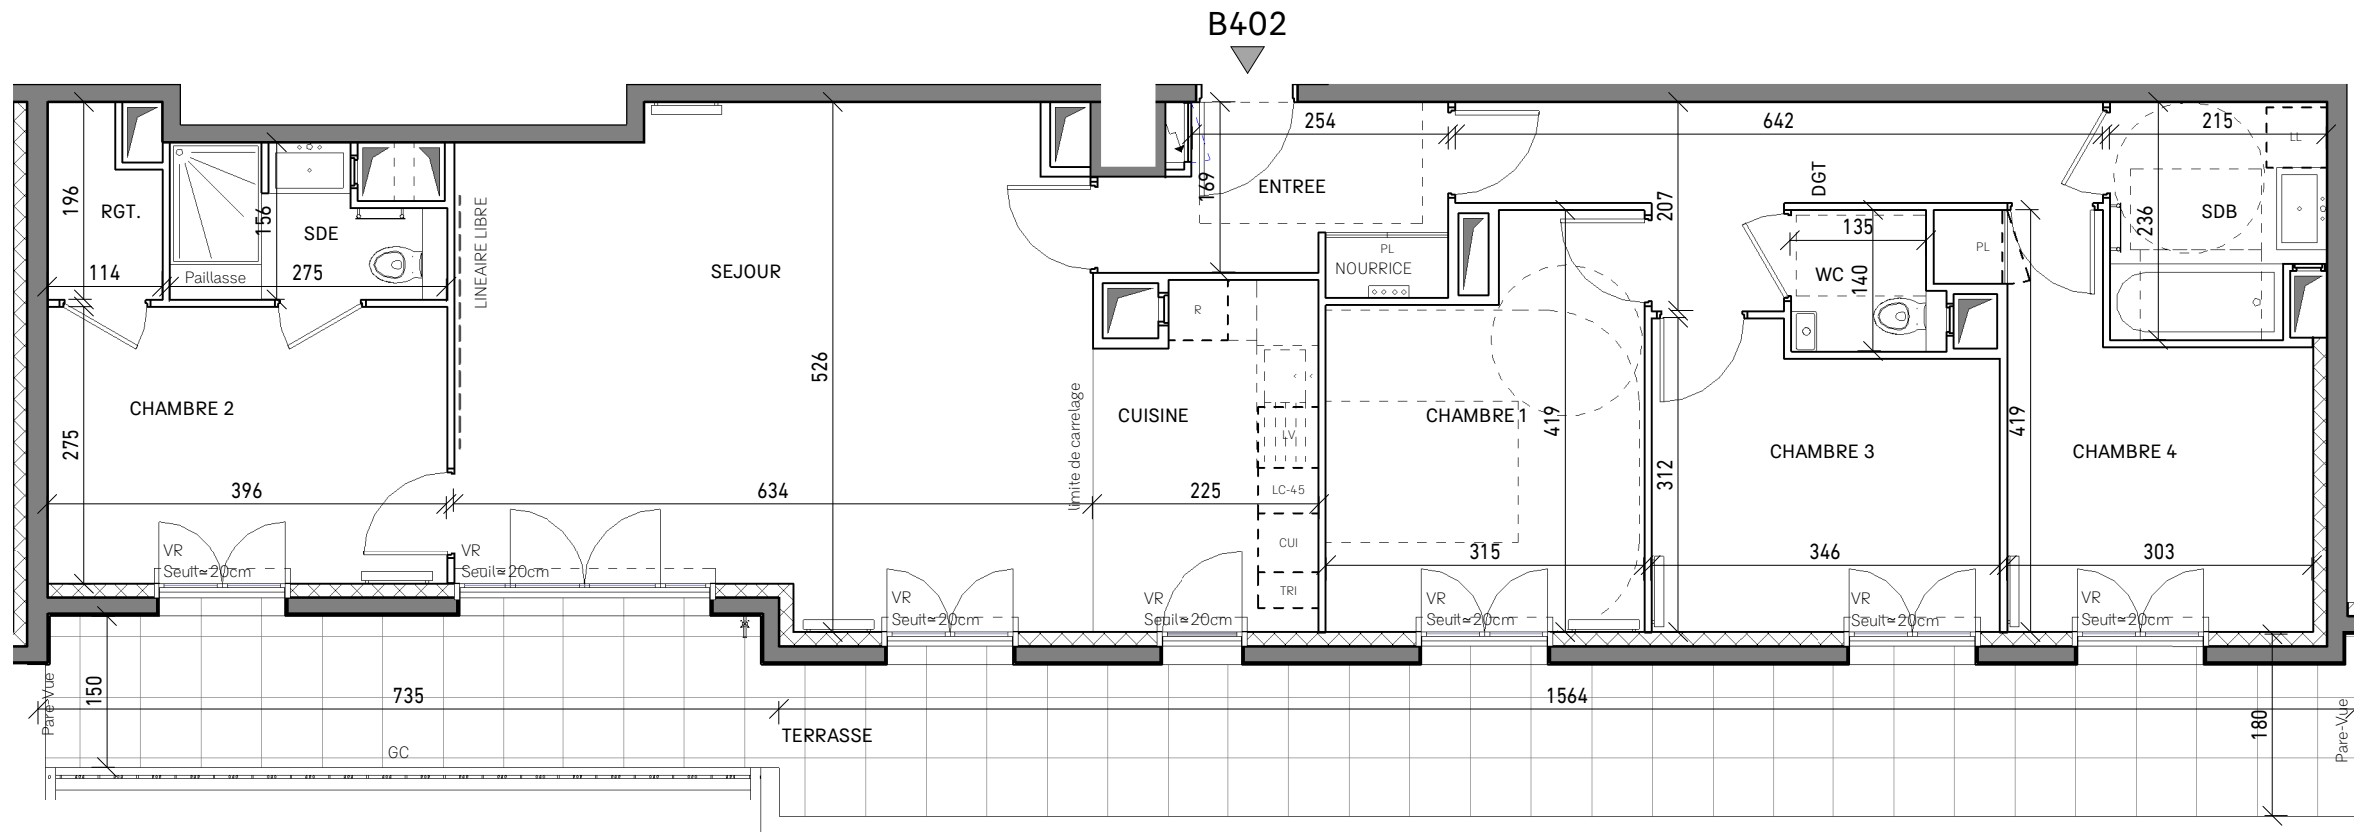 B402
254
642
215
LL
196
RGT.
156
SDE
LINEAIRE LIBRE
169
ENTREE
207
DGT
135
PL
236
SDB
114
Paillasse
275
SEJOUR
PL
NOURRICE
WC
140
R
526
limite de carrelage
CHAMBRE 2
CUISINE
CHAMBRE 1
419
LV
312
CHAMBRE 3
419
CHAMBRE 4
275
396
634
225
LC-45
CUI
TRI
315
346
303
VR
Seuil≃20cm
VR
Seuil≃20cm
VR
Seuil≃20cm
VR
Seuil≃20cm
VR
Seuil≃20cm
VR
Seuil≃20cm
VR
Seuil≃20cm
Pare-Vue
150
735
1564
TERRASSE
GC
180
Pare-Vue